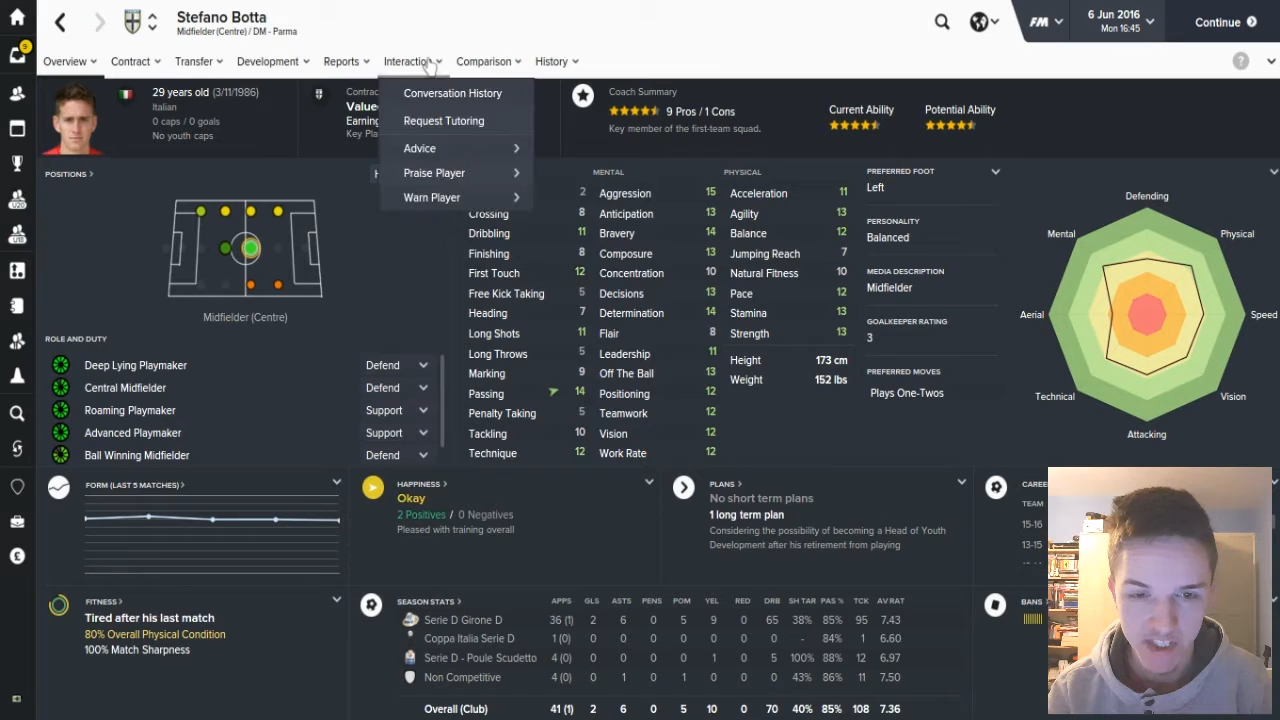 Stefano Botta
Midfielder (Centre) / DM - Parma
FM
6 Jun 2016
Mon 16:45
Continue
9
Overview
Contract
Transfer
Development
Reports
Interaction
Comparison
History
?
29 years old (3/11/1986)
Italian
0 caps / 0 goals
No youth caps
Value
Earning
Key Pla
Conversation History
Request Tutoring
Advice
Praise Player
Warn Player
Coach Summary
9 Pros / 1 Cons
Key member of the first-team squad.
Current Ability
Potential Ability
POSITIONS
Midfielder (Centre)
ROLE AND DUTY
Deep Lying Playmaker Defend
Central Midfielder Defend
Roaming Playmaker Support
Advanced Playmaker Support
Ball Winning Midfielder Defend
2
Crossing 8
Dribbling 11
Finishing 8
First Touch 12
Free Kick Taking 5
Heading 7
Long Shots 11
Long Throws 5
Marking 9
Passing 14
Penalty Taking 5
Tackling 10
Technique 12
MENTAL
Aggression 15
Anticipation 13
Bravery 14
Composure 13
Concentration 10
Decisions 13
Determination 14
Flair 8
Leadership 11
Off The Ball 13
Positioning 12
Teamwork 12
Vision 12
Work Rate 12
PHYSICAL
Acceleration 11
Agility 13
Balance 12
Jumping Reach 7
Natural Fitness 10
Pace 12
Stamina 13
Strength 13
Height 173 cm
Weight 152 lbs
PREFERRED FOOT
Left
PERSONALITY
Balanced
MEDIA DESCRIPTION
Midfielder
GOALKEEPER RATING
3
PREFERRED MOVES
Plays One-Twos
Defending
Physical
Speed
Vision
Attacking
Technical
Aerial
Mental
FORM (LAST 5 MATCHES)
HAPPINESS
Okay
2 Positives / 0 Negatives
Pleased with training overall
PLANS
No short term plans
1 long term plan
Considering the possibility of becoming a Head of Youth
Development after his retirement from playing
CAREE
TEAM
15-16
13-15
FITNESS
Tired after his last match
80% Overall Physical Condition
100% Match Sharpness
SEASON STATS APPS GLS ASTS PENS POM YEL RED DRB SH TAR PAS % TCK AV RAT
Serie D Girone D 36 (1) 2 6 0 5 9 0 65 38% 85% 95 7.43
Coppa Italia Serie D 1 (0) 0 0 0 0 0 0 0 - 84% 1 6.60
Serie D - Poule Scudetto 4 (0) 0 0 0 0 1 0 5 100% 88% 12 6.97
Non Competitive 4 (0) 0 1 0 1 0 0 0 43% 86% 11 7.50
Overall (Club) 41 (1) 2 6 0 5 10 0 70 40% 85% 108 7.36
BANS